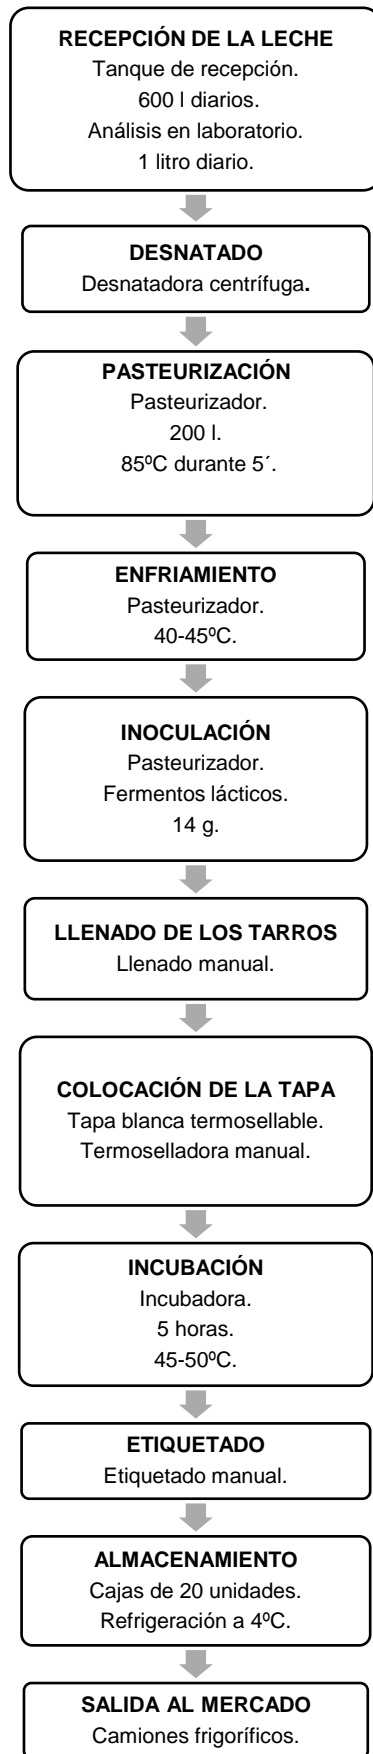 RECEPCIÓN DE LA LECHE
Tanque de recepción.
600 l diarios.
Análisis en laboratorio.
1 litro diario.
DESNATADO
Desnatadora centrífuga.
PASTEURIZACIÓN
Pasteurizador.
200 l.
85ºC durante 5´.
ENFRIAMIENTO
Pasteurizador.
40-45ºC.
INOCULACIÓN
Pasteurizador.
Fermentos lácticos.
14 g.
LLENADO DE LOS TARROS
Llenado manual.
COLOCACIÓN DE LA TAPA
Tapa blanca termosellable.
Termoselladora manual.
INCUBACIÓN
Incubadora.
5 horas.
45-50ºC.
ETIQUETADO
Etiquetado manual.
ALMACENAMIENTO
Cajas de 20 unidades.
Refrigeración a 4ºC.
SALIDA AL MERCADO
Camiones frigoríficos.